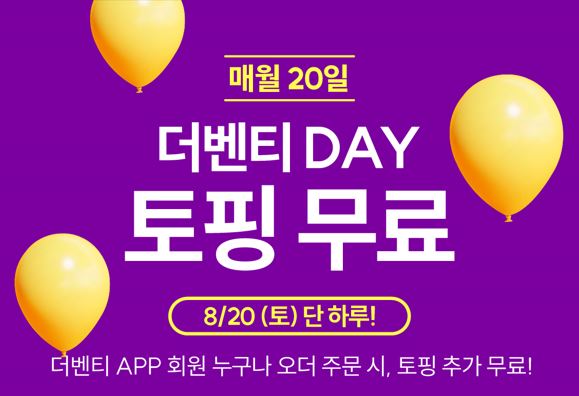 매월 20일
더벤티 DAY
토핑 무료
8/20 (토) 단 하루!
더벤티 APP 회원 누구나 오더 주문 시, 토핑 추가 무료!